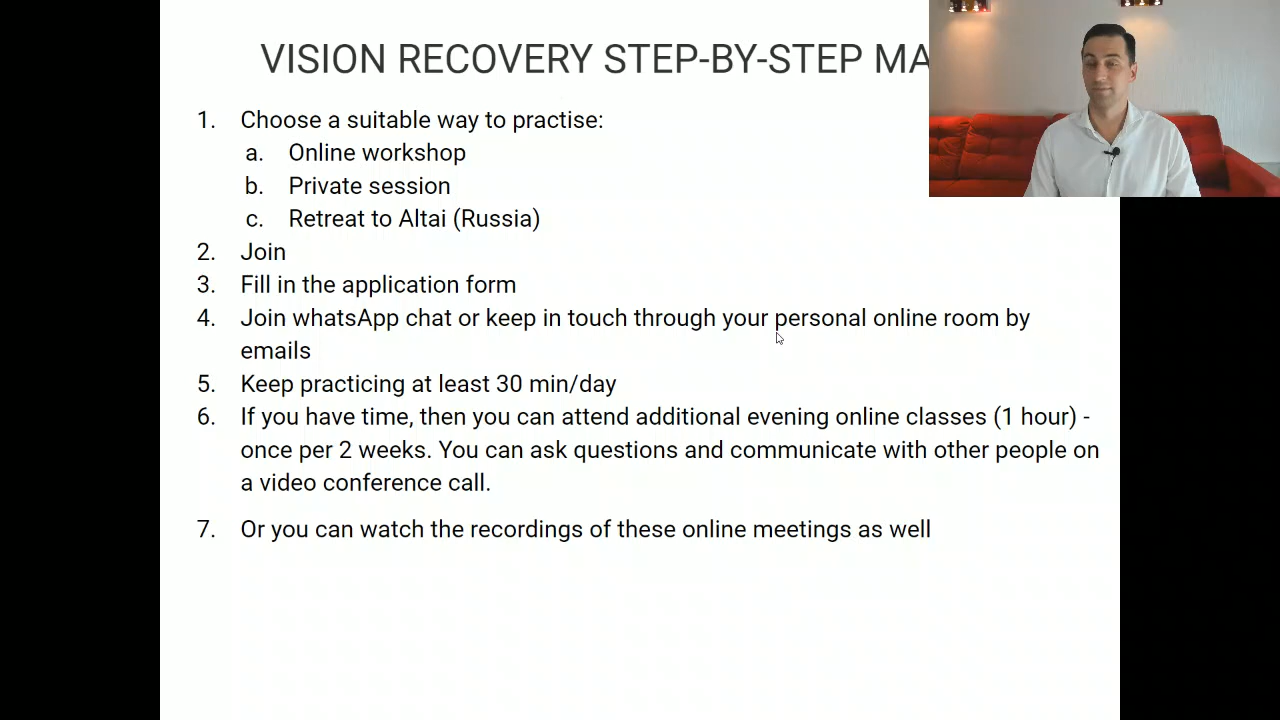 VISION RECOVERY STEP-BY-STEP
1. Choose a suitable way to practise:
a. Online workshop
b. Private session
c. Retreat to Altai (Russia)
2. Join
3. Fill in the application form
4. Join whatsApp chat or keep in touch through your personal online room by
emails
5. Keep practicing at least 30 min/day
6. If you have time, then you can attend additional evening online classes (1 hour) -
once per 2 weeks. You can ask questions and communicate with other people on
a video conference call.
7. Or you can watch the recordings of these online meetings as well